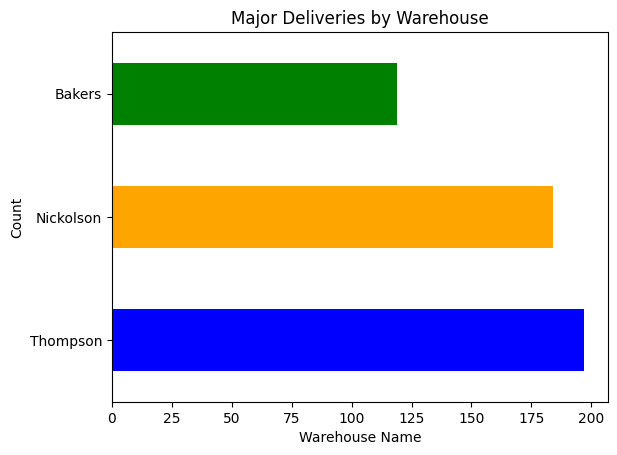 Major Deliveries by Warehouse
Bakers
Nickolson
Thompson
Count
0 25 50 75 100 125 150 175 200
Warehouse Name